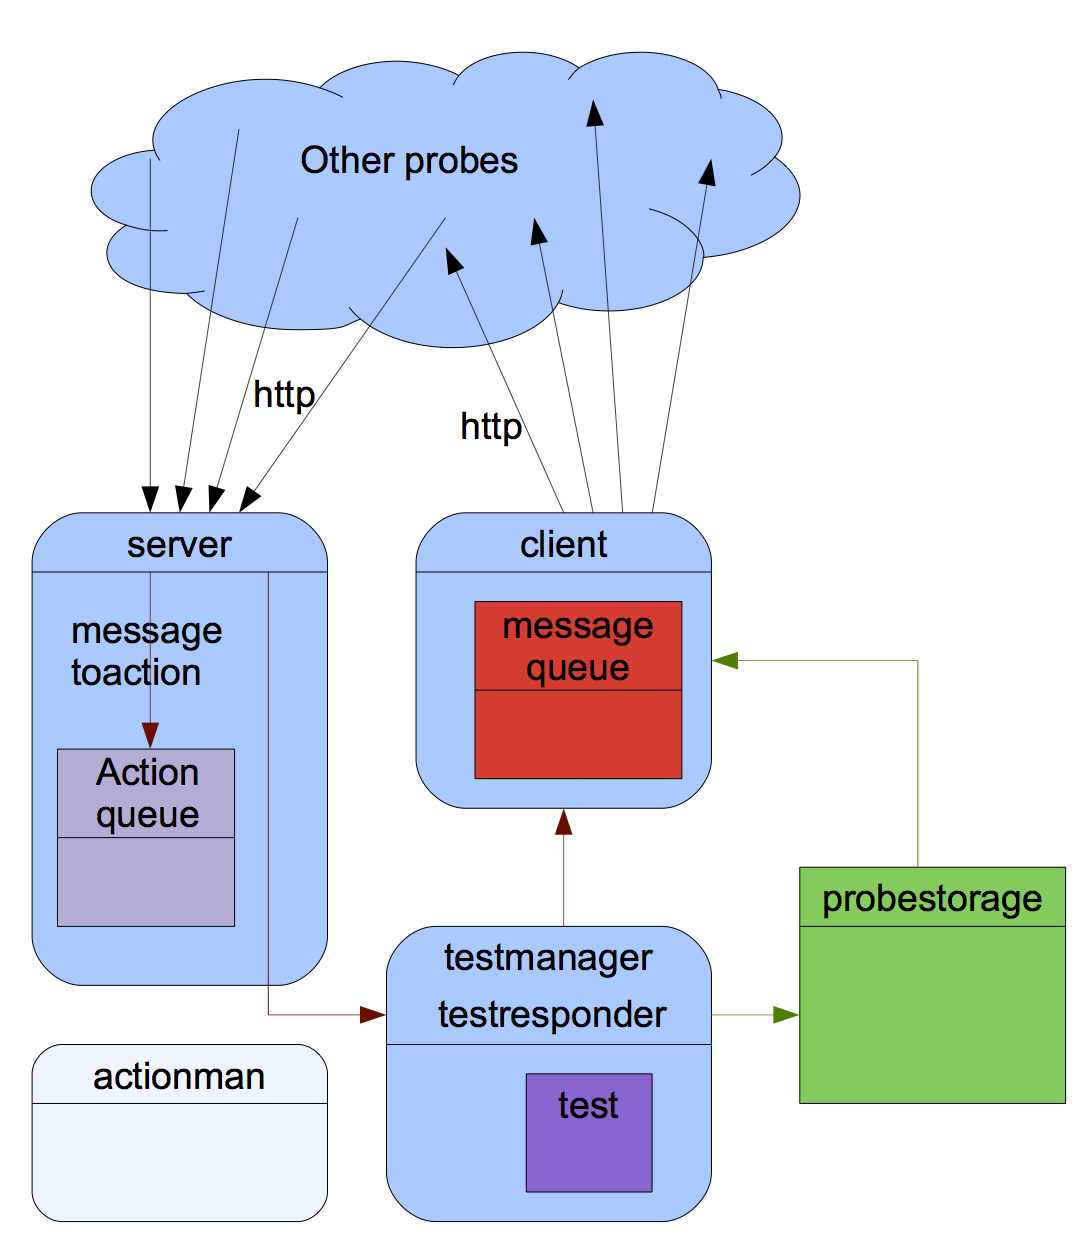 Other probes
http
http
server
client
message
toaction
message
queue
Action
queue
probestorage
testmanager
testresponder
actionman
test